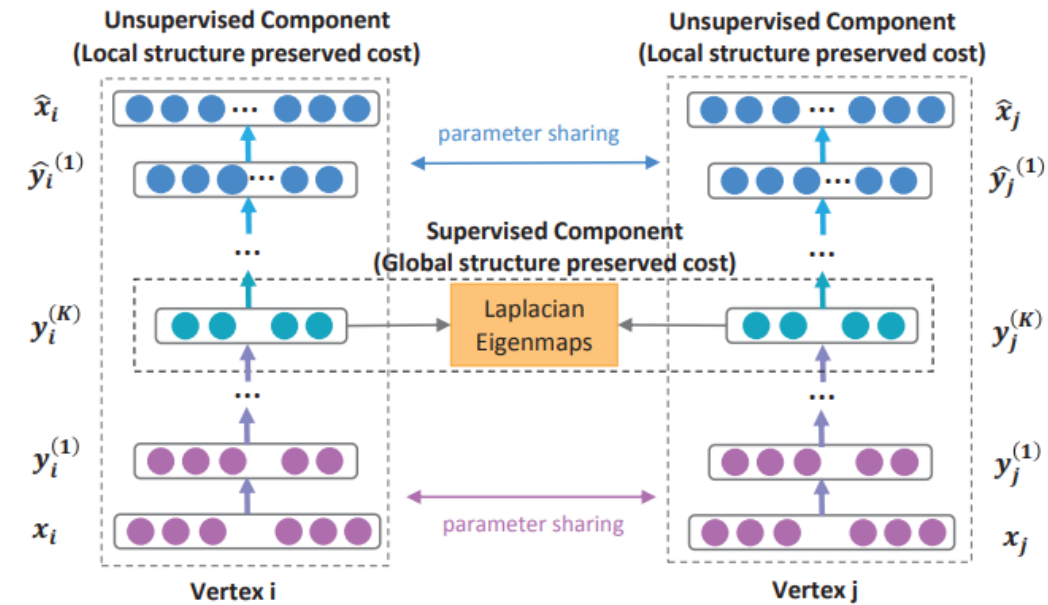 Unsupervised Component
(Local structure preserved cost)
Unsupervised Component
(Local structure preserved cost)
x̂ᵢ
...
...
x̂ⱼ
parameter sharing
ŷᵢ⁽¹⁾
...
...
ŷⱼ⁽¹⁾
...
Supervised Component
(Global structure preserved cost)
...
yᵢ⁽ᴷ⁾
Laplacian
Eigenmaps
yⱼ⁽ᴷ⁾
...
...
yᵢ⁽¹⁾
yⱼ⁽¹⁾
parameter sharing
xᵢ
xⱼ
Vertex i
Vertex j